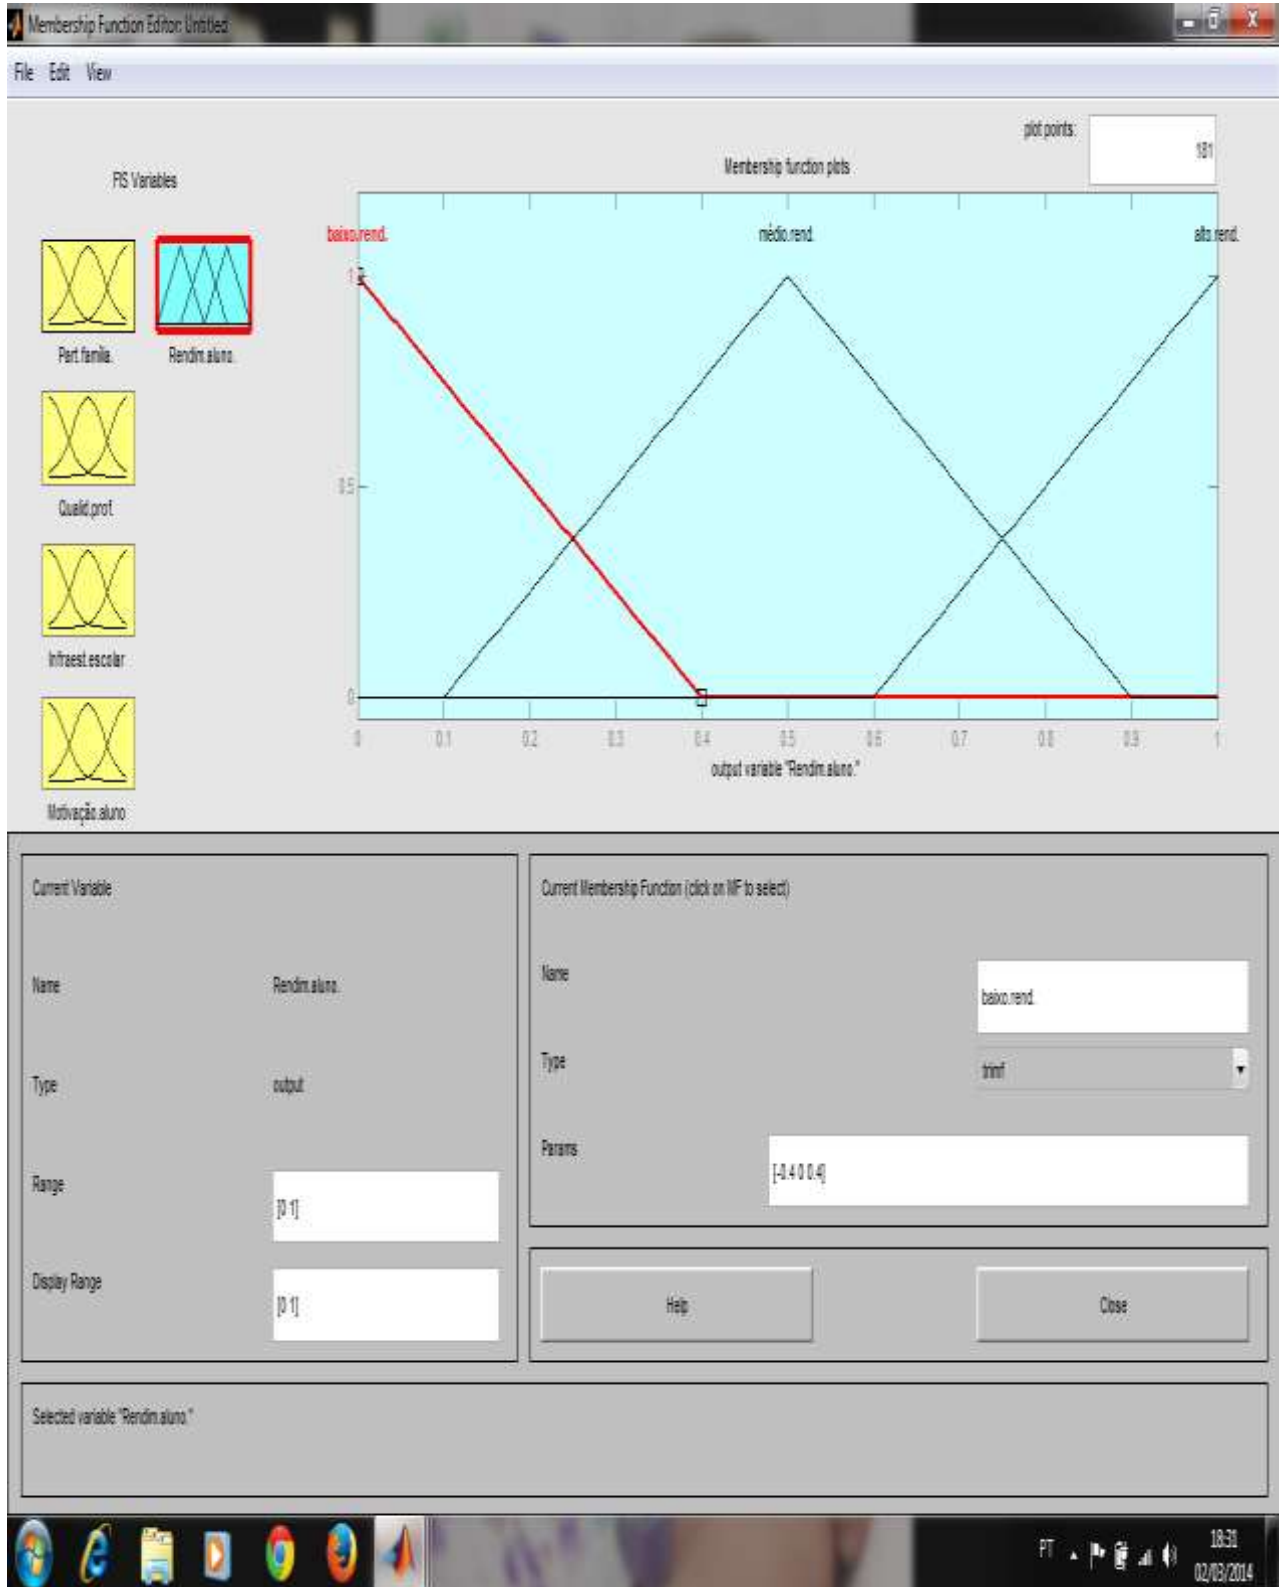 Membership Function Editor: Untitled
File Edit View
plot points:
181
FIS Variables
Membership function plots
baixo.rend.
médio.rend.
alto.rend.
1
0.5
0
0 0.1 0.2 0.3 0.4 0.5 0.6 0.7 0.8 0.9 1
output variable "Rendim.aluno."
Part.família.
Rendim.aluno.
Qualid.prof.
Infraest.escolar
Motivação.aluno
Current Variable
Name
Rendim.aluno.
Type
output
Range
[0 1]
Display Range
[0 1]
Current Membership Function (click on MF to select)
Name
baixo.rend.
Type
trimf
Params
[-0.4 0 0.4]
Help
Close
Selected variable "Rendim.aluno."
PT
18:31
02/03/2014